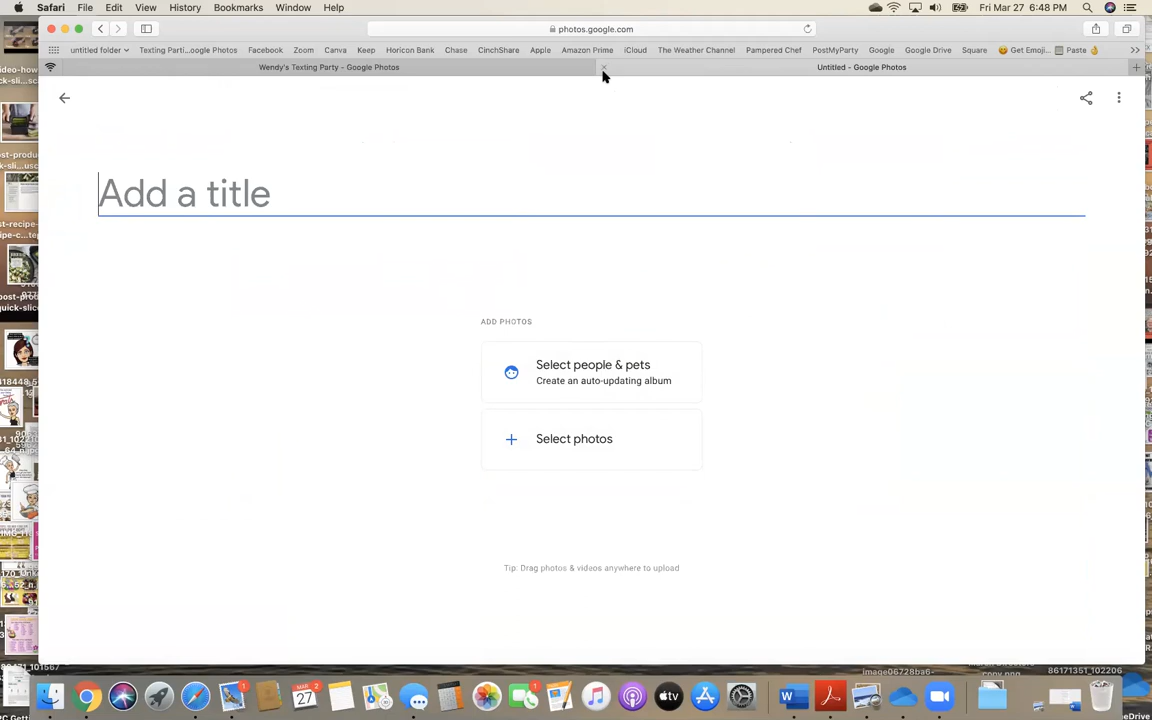 Safari File Edit View History Bookmarks Window Help
Fri Mar 27 6:48 PM
photos.google.com
untitled folder Texting Parti...oogle Photos Facebook Zoom Canva Keep Horicon Bank Chase CinchShare Apple Amazon Prime iCloud The Weather Channel Pampered Chef PostMyParty Google Google Drive Square Get Emoji... Paste
Wendy's Texting Party - Google Photos
Untitled - Google Photos
Add a title
ADD PHOTOS
Select people & pets
Create an auto-updating album
Select photos
Tip: Drag photos & videos anywhere to upload
MAR
27
tv